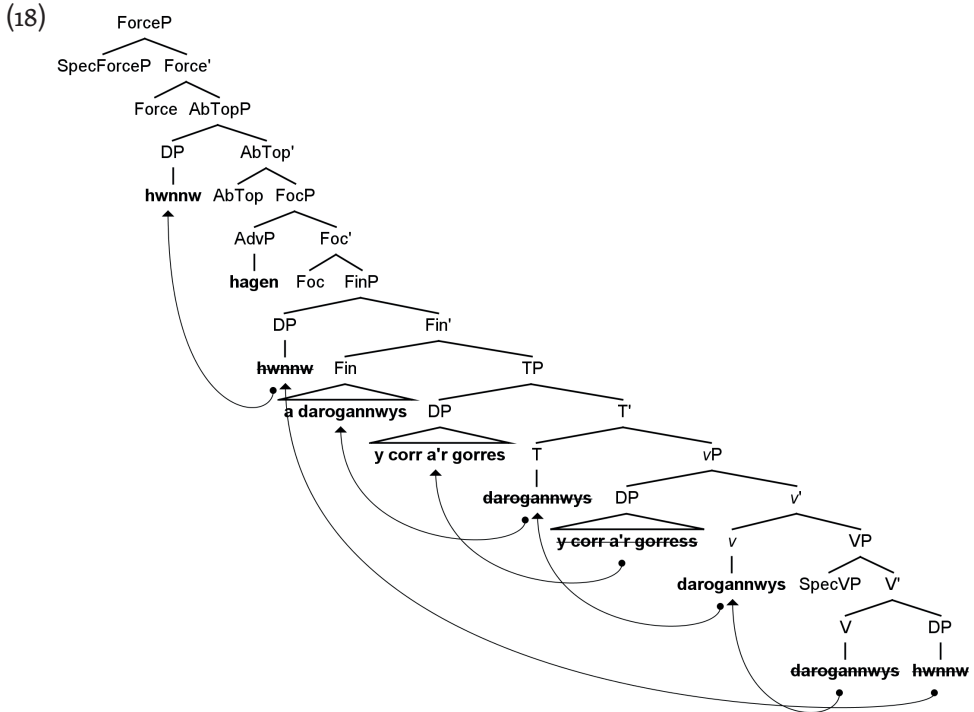 (18)
ForceP
SpecForceP Force'
Force AbTopP
DP AbTop'
hwnnw AbTop FocP
AdvP Foc'
hagen Foc FinP
DP Fin'
hwnnw Fin TP
a darogannwys DP T'
y corr a'r gorres T vP
darogannwys DP v'
y corr a'r gorress v VP
darogannwys SpecVP V'
V DP
darogannwys hwnnw